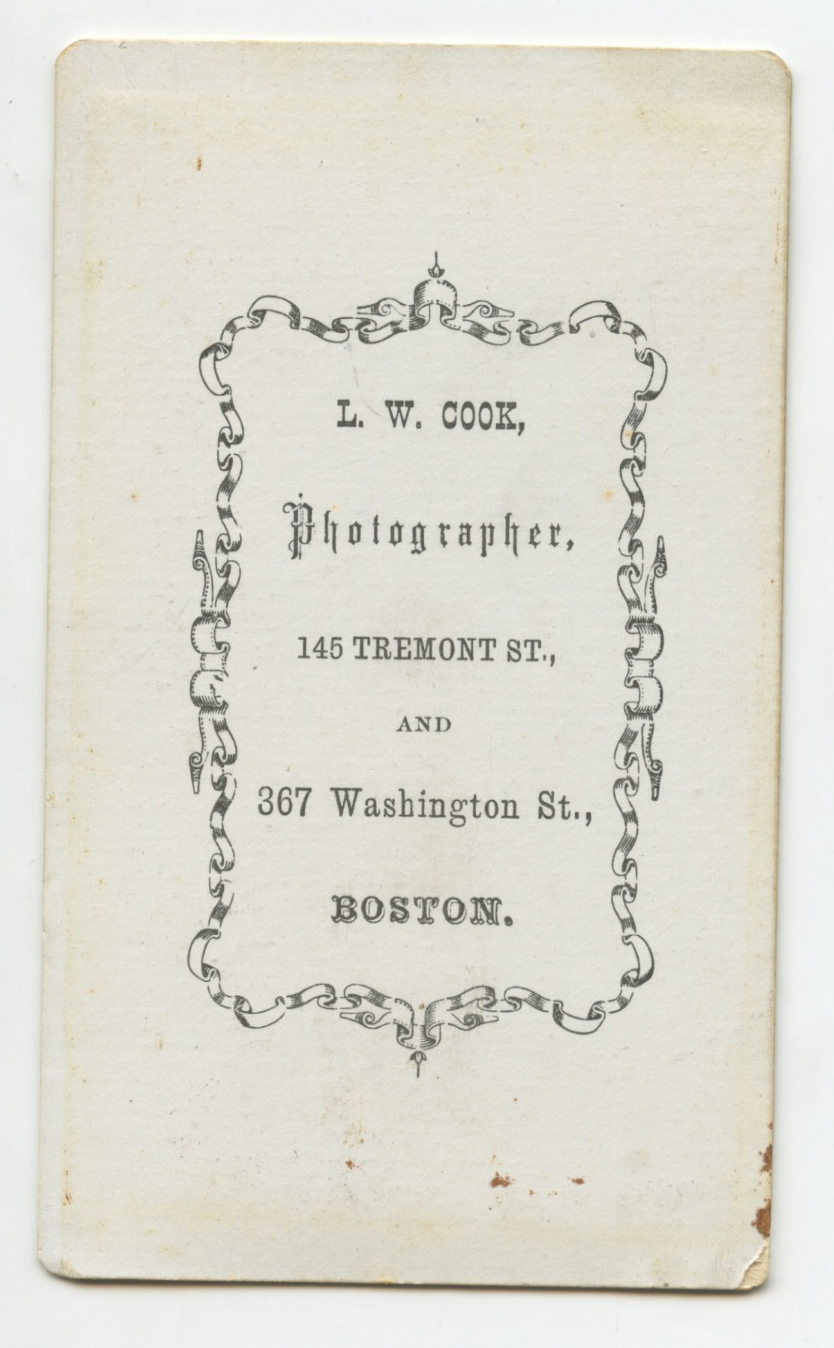 L. W. COOK,
Photographer,
145 TREMONT ST.,
AND
367 Washington St.,
BOSTON.